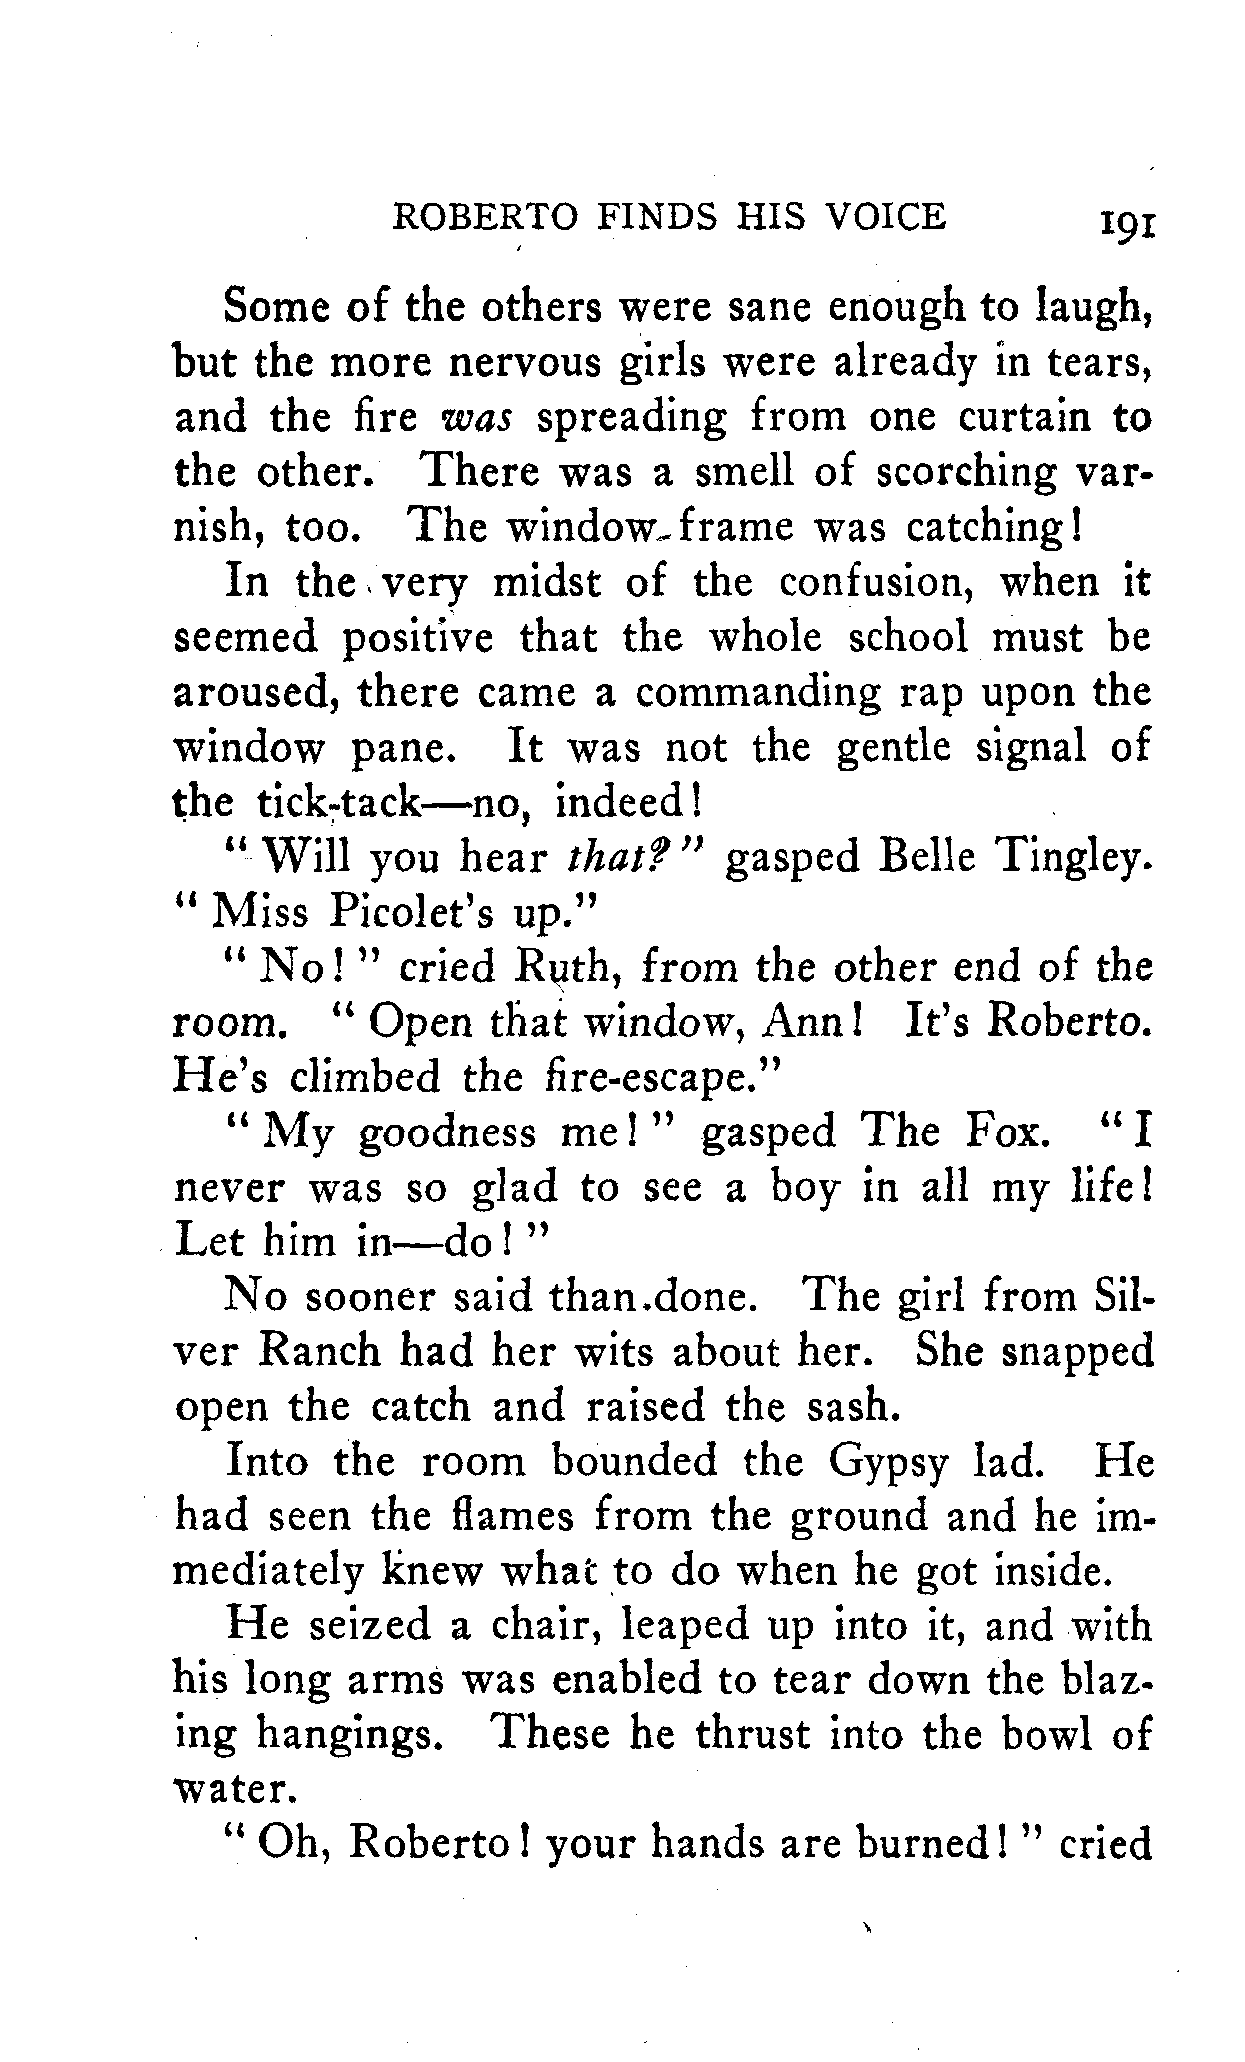 ROBERTO FINDS HIS VOICE 191
Some of the others were sane enough to laugh,
but the more nervous girls were already in tears,
and the fire was spreading from one curtain to
the other. There was a smell of scorching var-
nish, too. The window-frame was catching!
In the very midst of the confusion, when it
seemed positive that the whole school must be
aroused, there came a commanding rap upon the
window pane. It was not the gentle signal of
the tick-tack—no, indeed!
" Will you hear that?" gasped Belle Tingley.
" Miss Picolet's up."
" No! " cried Ruth, from the other end of the
room. " Open that window, Ann! It's Roberto.
He's climbed the fire-escape."
" My goodness me! " gasped The Fox. " I
never was so glad to see a boy in all my life!
Let him in—do! "
No sooner said than done. The girl from Sil-
ver Ranch had her wits about her. She snapped
open the catch and raised the sash.
Into the room bounded the Gypsy lad. He
had seen the flames from the ground and he im-
mediately knew what to do when he got inside.
He seized a chair, leaped up into it, and with
his long arms was enabled to tear down the blaz-
ing hangings. These he thrust into the bowl of
water.
" Oh, Roberto! your hands are burned! " cried